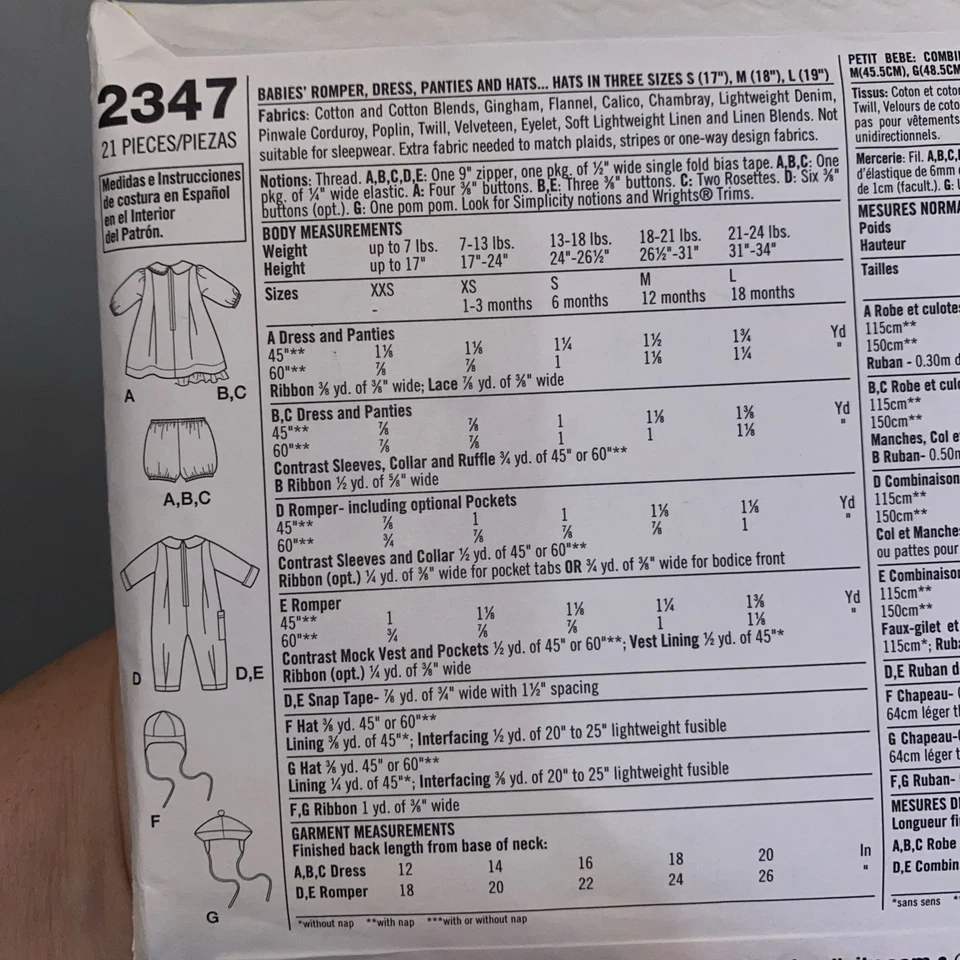 2347
21 PIECES/PIEZAS
Medidas e Instrucciones
de costura en Español
en el Interior
del Patrón.
A
B,C
A,B,C
D
D,E
F
G
BABIES' ROMPER, DRESS, PANTIES AND HATS... HATS IN THREE SIZES S (17"), M (18"), L (19")
Fabrics: Cotton and Cotton Blends, Gingham, Flannel, Calico, Chambray, Lightweight Denim,
Pinwale Corduroy, Poplin, Twill, Velveteen, Eyelet, Soft Lightweight Linen and Linen Blends. Not
suitable for sleepwear. Extra fabric needed to match plaids, stripes or one-way design fabrics.
Notions: Thread. A,B,C,D,E: One 9" zipper, one pkg. of ½" wide single fold bias tape. A,B,C: One
pkg. of ¼" wide elastic. A: Four ⅜" buttons. B,E: Three ⅜" buttons. C: Two Rosettes. D: Six ⅜"
buttons (opt.). G: One pom pom. Look for Simplicity notions and Wrights® Trims.
BODY MEASUREMENTS
Weight up to 7 lbs. 7-13 lbs. 13-18 lbs. 18-21 lbs. 21-24 lbs.
Height up to 17" 17"-24" 24"-26½" 26½"-31" 31"-34"
Sizes XXS XS S M L
- 1-3 months 6 months 12 months 18 months
A Dress and Panties
45"** 1⅛ 1⅛ 1¼ 1½ 1¾ Yd
60"** ⅞ ⅞ 1 1⅛ 1¼ "
Ribbon ⅜ yd. of ⅜" wide; Lace ⅞ yd. of ⅜" wide
B,C Dress and Panties
45"** ⅞ ⅞ 1 1⅛ 1⅜ Yd
60"** ⅞ ⅞ 1 1 1⅛ "
Contrast Sleeves, Collar and Ruffle ¾ yd. of 45" or 60"**
B Ribbon ½ yd. of ⅝" wide
D Romper- including optional Pockets
45"** ⅞ 1 1 1⅛ 1⅛ Yd
60"** ¾ ⅞ ⅞ ⅞ 1 "
Contrast Sleeves and Collar ½ yd. of 45" or 60"**
Ribbon (opt.) ¼ yd. of ⅜" wide for pocket tabs OR ¾ yd. of ⅜" wide for bodice front
E Romper
45"** 1 1⅛ 1⅛ 1¼ 1⅜ Yd
60"** ¾ ⅞ ⅞ 1 1⅛ "
Contrast Mock Vest and Pockets ½ yd. of 45" or 60"**; Vest Lining ½ yd. of 45"*
Ribbon (opt.) ¼ yd. of ⅜" wide
D,E Snap Tape- ⅞ yd. of ¾" wide with 1½" spacing
F Hat ⅜ yd. 45" or 60"**
Lining ⅜ yd. of 45"*; Interfacing ½ yd. of 20" to 25" lightweight fusible
G Hat ⅜ yd. 45" or 60"**
Lining ¼ yd. of 45"*; Interfacing ⅜ yd. of 20" to 25" lightweight fusible
F,G Ribbon 1 yd. of ⅜" wide
GARMENT MEASUREMENTS
Finished back length from base of neck:
A,B,C Dress 12 14 16 18 20 In
D,E Romper 18 20 22 24 26 "
*without nap **with nap ***with or without nap
PETIT BEBE: COMBI
M(45.5CM), G(48.5CM
Tissus: Coton et coto
Twill, Velours de coto
pas pour vêtements
unidirectionnels.
Mercerie: Fil. A,B,C,
d'élastique de 6mm
de 1cm (facult.). G:
MESURES NORMA
Poids
Hauteur
Tailles
A Robe et culotte
115cm**
150cm**
Ruban - 0.30m d
B,C Robe et cul
115cm**
150cm**
Manches, Col e
B Ruban- 0.50m
D Combinaison
115cm**
150cm**
Col et Manche
ou pattes pour
E Combinaison
115cm**
150cm**
Faux-gilet et
115cm*; Rub
D,E Ruban d
F Chapeau-
64cm léger t
G Chapeau-
64cm léger t
F,G Ruban-
MESURES D
Longueur fi
A,B,C Robe
D,E Combin
*sans sens